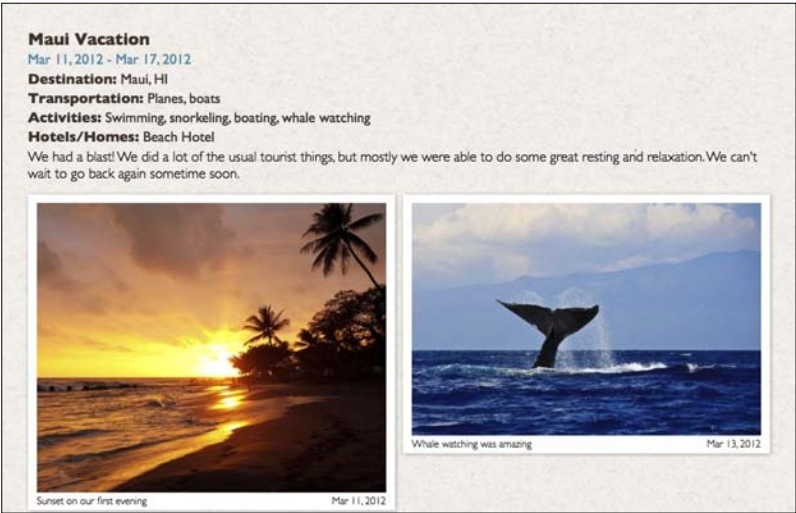 Maui Vacation
Mar 11, 2012 - Mar 17, 2012
Destination: Maui, HI
Transportation: Planes, boats
Activities: Swimming, snorkeling, boating, whale watching
Hotels/Homes: Beach Hotel
We had a blast! We did a lot of the usual tourist things, but mostly we were able to do some great resting and relaxation. We can't
wait to go back again sometime soon.
Sunset on our first evening Mar 11, 2012
Whale watching was amazing Mar 13, 2012